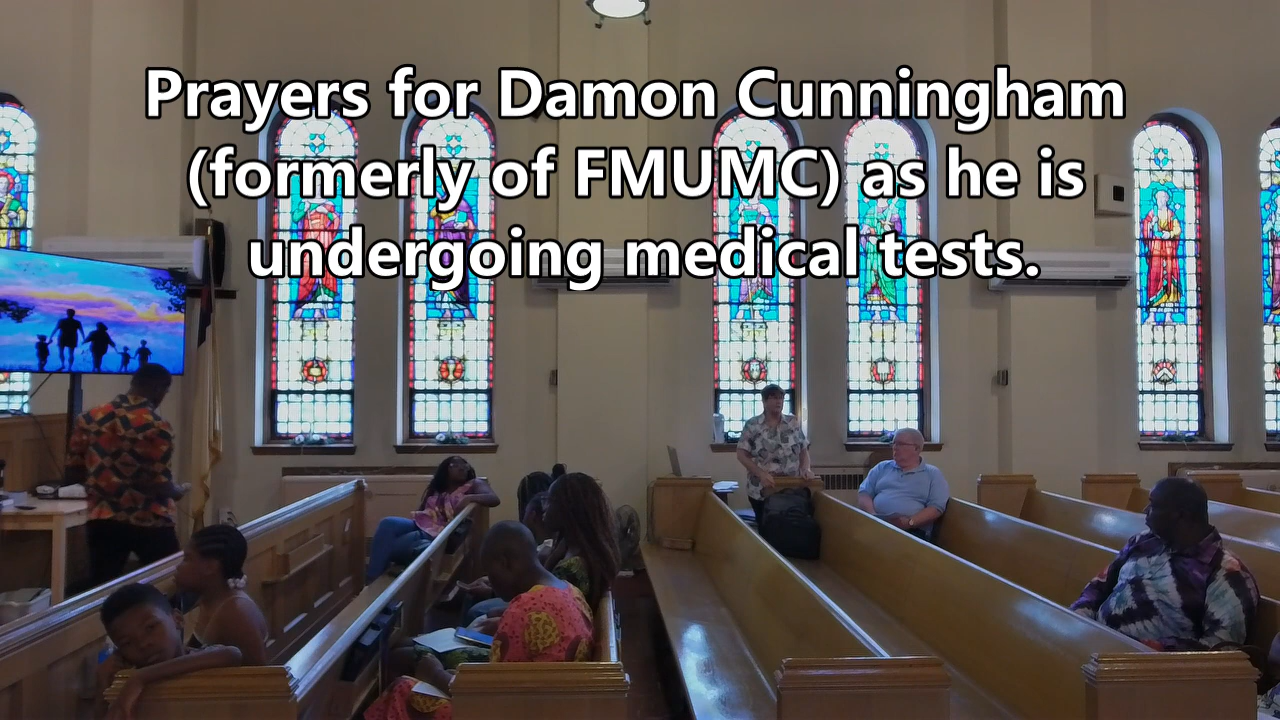 Prayers for Damon Cunningham
(formerly of FMUMC) as he is
undergoing medical tests.